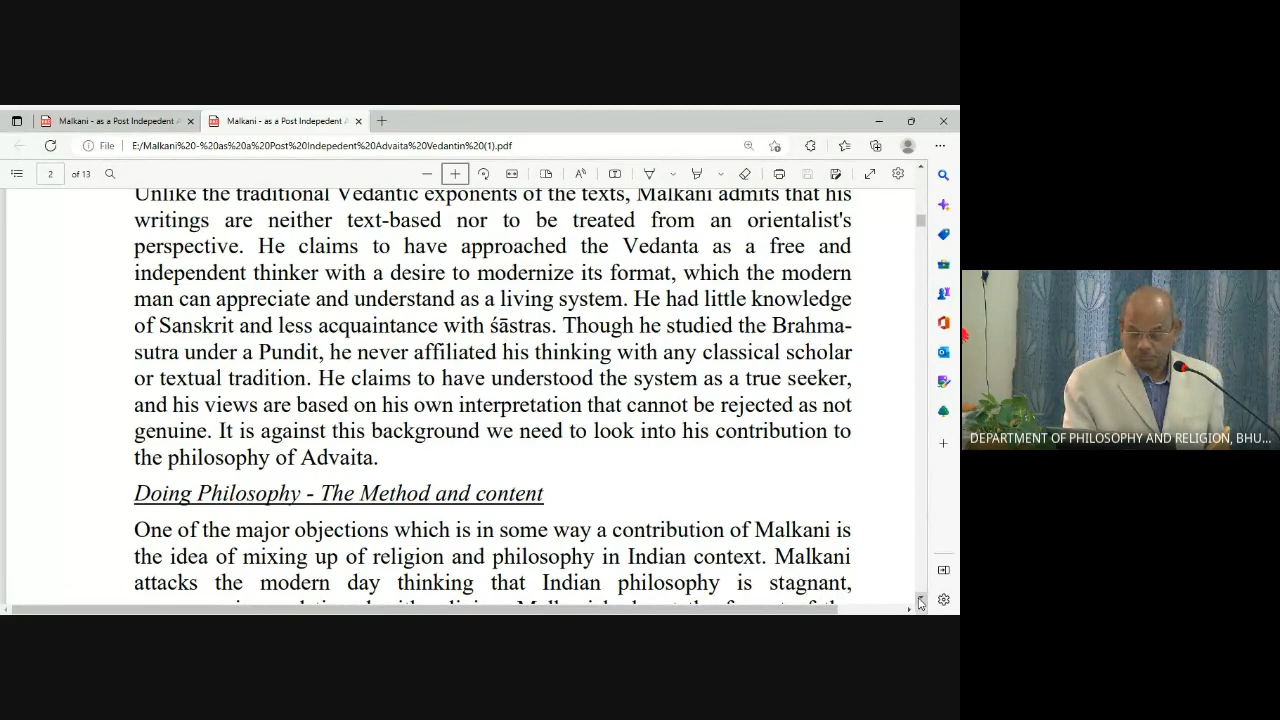 Malkani - as a Post Indepedent A
Malkani - as a Post Indepedent A
File
E:/Malkani%20-%20as%20a%20Post%20Indepedent%20Advaita%20Vedantin%20(1).pdf
2 of 13
Unlike the traditional Vedantic exponents of the texts, Malkani admits that his
writings are neither text-based nor to be treated from an orientalist's
perspective. He claims to have approached the Vedanta as a free and
independent thinker with a desire to modernize its format, which the modern
man can appreciate and understand as a living system. He had little knowledge
of Sanskrit and less acquaintance with śāstras. Though he studied the Brahma-
sutra under a Pundit, he never affiliated his thinking with any classical scholar
or textual tradition. He claims to have understood the system as a true seeker,
and his views are based on his own interpretation that cannot be rejected as not
genuine. It is against this background we need to look into his contribution to
the philosophy of Advaita.
Doing Philosophy - The Method and content
One of the major objections which is in some way a contribution of Malkani is
the idea of mixing up of religion and philosophy in Indian context. Malkani
attacks the modern day thinking that Indian philosophy is stagnant,
DEPARTMENT OF PHILOSOPHY AND RELIGION, BHU...